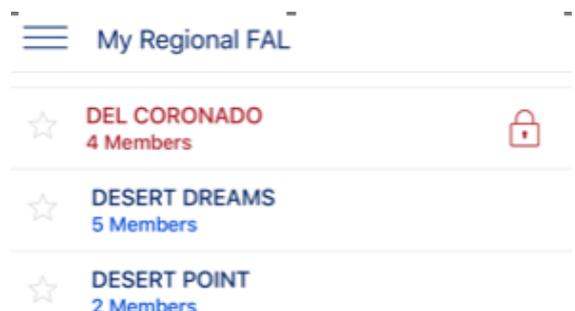 My Regional FAL
DEL CORONADO
4 Members
DESERT DREAMS
5 Members
DESERT POINT
2 Members